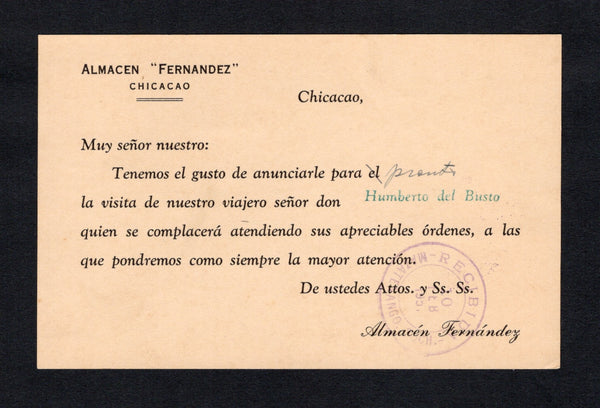 ALMACEN "FERNANDEZ"
CHICACAO
Chicacao,
Muy señor nuestro:
Tenemos el gusto de anunciarle para el pronto
la visita de nuestro viajero señor don Humberto del Busto
quien se complacerá atendiendo sus apreciables órdenes, a las
que pondremos como siempre la mayor atención.
De ustedes Attos. y Ss. Ss.
Almacén Fernández